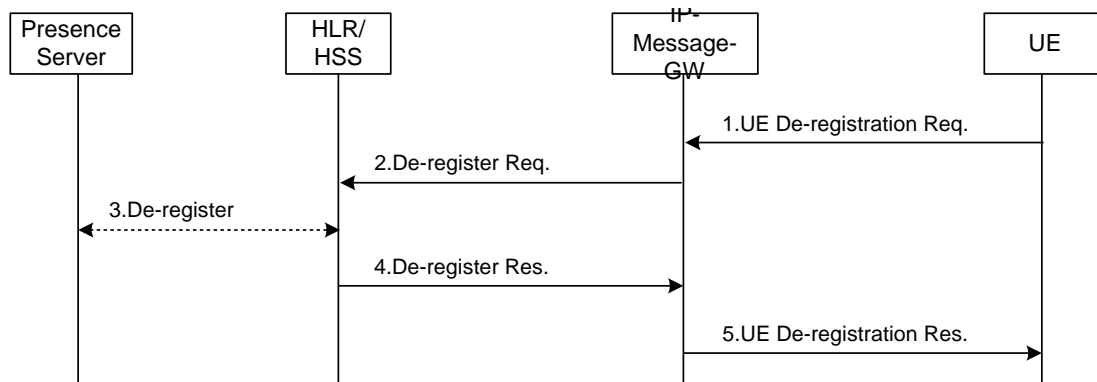 Presence
Server
HLR/
HSS
IP-
Message-
GW
UE
1.UE De-registration Req.
2.De-register Req.
3.De-register
4.De-register Res.
5.UE De-registration Res.